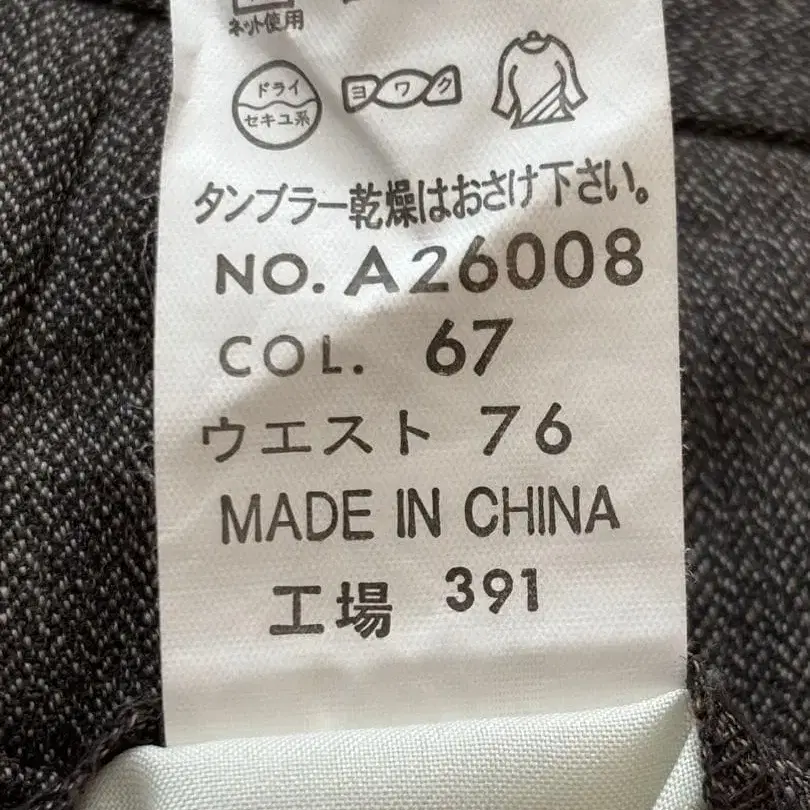 ネット使用
ドライ
セキユ系
ヨワク
タンブラー乾燥はおさけ下さい。
NO. A26008
COL. 67
ウエスト 76
MADE IN CHINA
工場 391